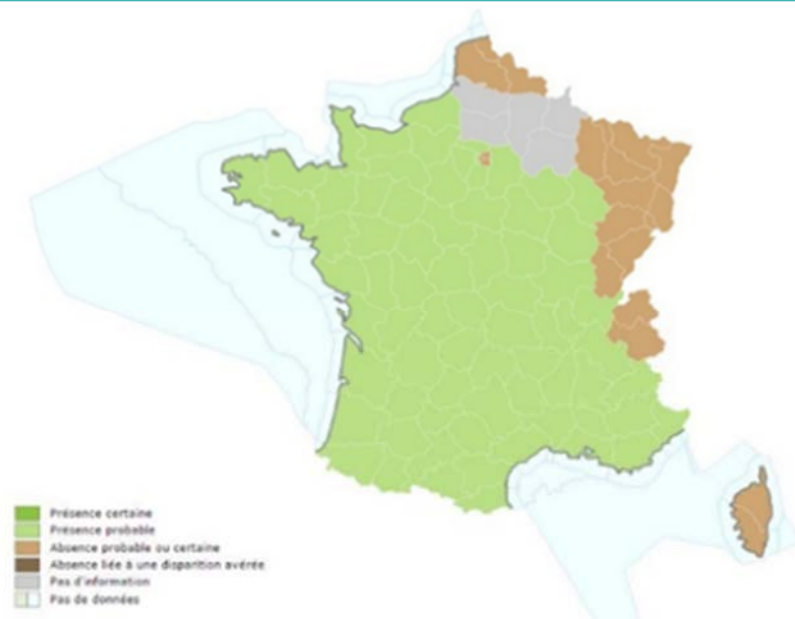 Présence certaine
Présence probable
Absence probable ou certaine
Absence liée à une disparition avérée
Pas d'information
Pas de données